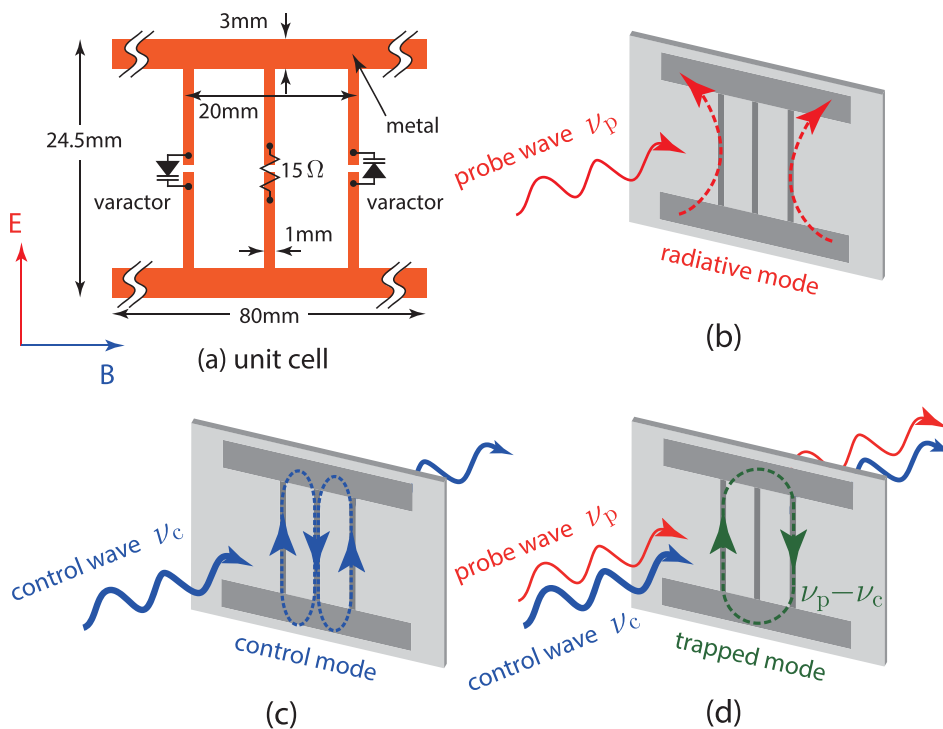 3mm
20mm
metal
24.5mm
15Ω
varactor
varactor
1mm
E
80mm
B
(a) unit cell
probe wave νp
radiative mode
(b)
control wave νc
control mode
(c)
probe wave νp
control wave νc
νp−νc
trapped mode
(d)